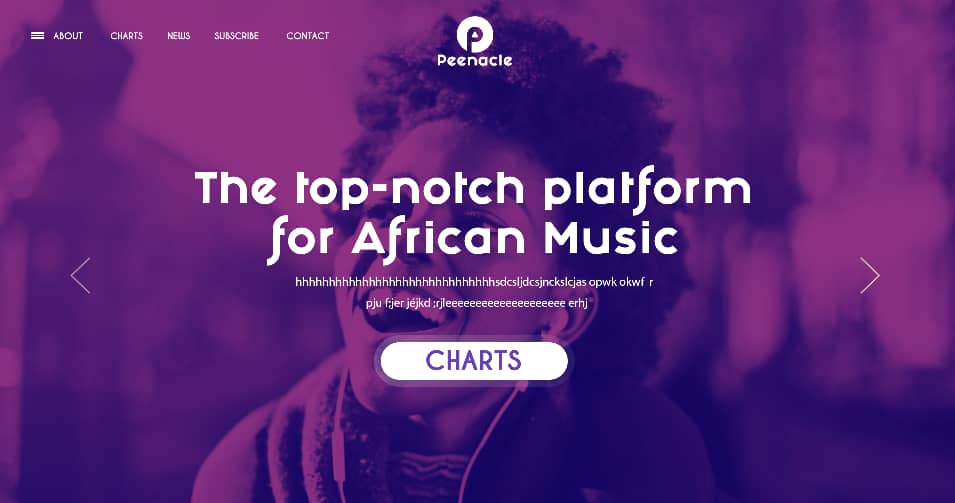 ABOUT CHARTS NEWS SUBSCRIBE CONTACT
Peenacle
The top-notch platform
for African Music
hhhhhhhhhhhhhhhhhhhhhhhhhhhhhhsdcsljdcsjnckslcjas opwk okwf r
pju f;jer jéjkd ;rjleeeeeeeeeeeeeeeeeeee erhj
CHARTS